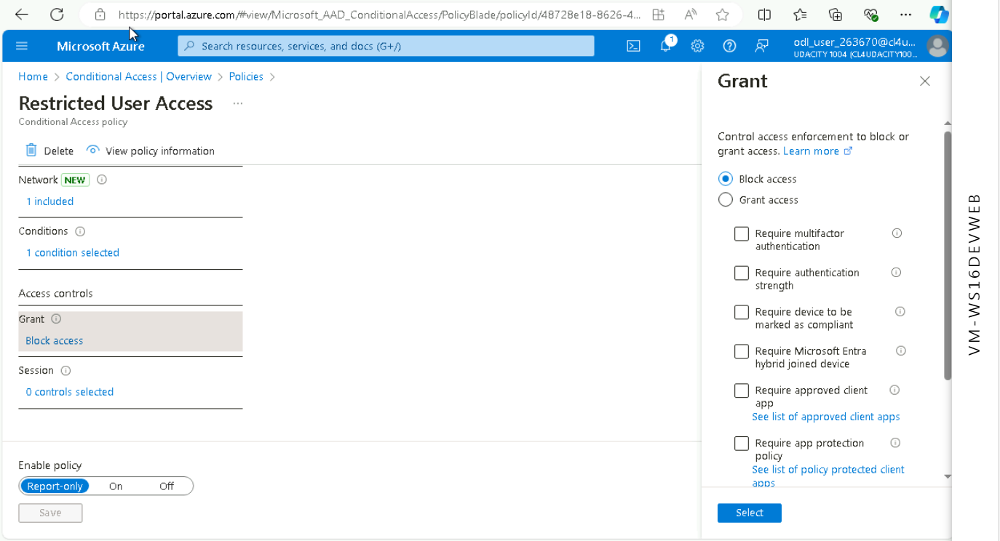 https://portal.azure.com/#view/Microsoft_AAD_ConditionalAccess/PolicyBlade/policyId/48728e18-8626-4...
Microsoft Azure
Search resources, services, and docs (G+/)
1
odl_user_263670@cl4u...
UDACITY 1004 (CL4UDACITY100...
Home > Conditional Access | Overview > Policies >
Restricted User Access ...
Conditional Access policy
Delete
View policy information
Network NEW
1 included
Conditions
1 condition selected
Access controls
Grant
Block access
Session
0 controls selected
Enable policy
Report-only On Off
Save
Grant
Control access enforcement to block or
grant access. Learn more
Block access
Grant access
Require multifactor
authentication
Require authentication
strength
Require device to be
marked as compliant
Require Microsoft Entra
hybrid joined device
Require approved client
app
See list of approved client apps
Require app protection
policy
See list of policy protected client
apps
Select
VM-WS16DEVWEB